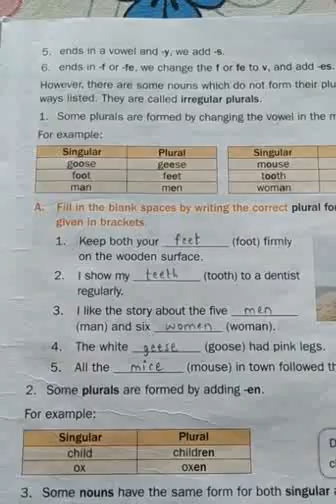 5. ends in a vowel and -y, we add -s.
6. ends in -f or -fe, we change the f or fe to v, and add -es.
However, there are some nouns which do not form their
ways listed. They are called irregular plurals.
1. Some plurals are formed by changing the vowel in the
For example:
Singular Plural Singular
goose geese mouse
foot feet tooth
man men woman
A. Fill in the blank spaces by writing the correct plural
given in brackets.
1. Keep both your feet (foot) firmly
on the wooden surface.
2. I show my teeth (tooth) to a dentist
regularly.
3. I like the story about the five men
(man) and six women (woman).
4. The white geese (goose) had pink legs.
5. All the mice (mouse) in town followed
2. Some plurals are formed by adding -en.
For example:
Singular Plural
child children
ox oxen
3. Some nouns have the same form for both singular